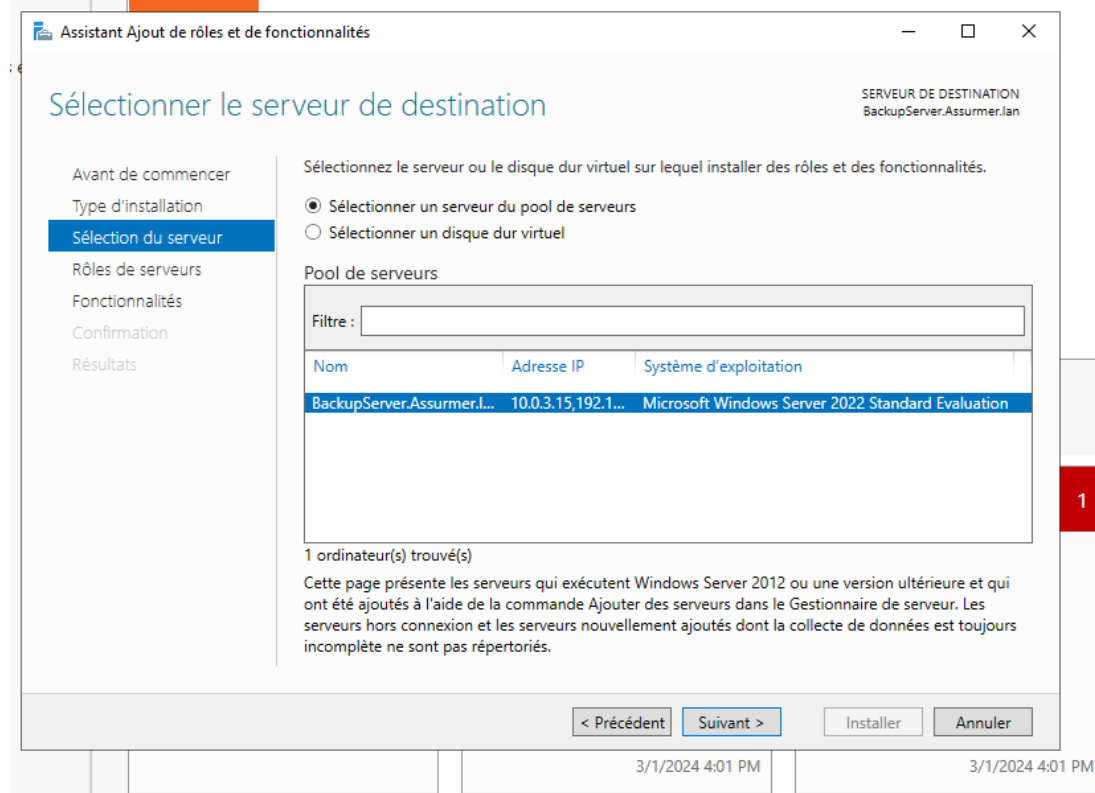 Assistant Ajout de rôles et de fonctionnalités
Sélectionner le serveur de destination
SERVEUR DE DESTINATION
BackupServer.Assurmer.lan
Avant de commencer
Type d'installation
Sélection du serveur
Rôles de serveurs
Fonctionnalités
Confirmation
Résultats
Sélectionnez le serveur ou le disque dur virtuel sur lequel installer des rôles et des fonctionnalités.
Sélectionner un serveur du pool de serveurs
Sélectionner un disque dur virtuel
Pool de serveurs
Filtre :
Nom Adresse IP Système d'exploitation
BackupServer.Assurmer.l... 10.0.3.15,192.1... Microsoft Windows Server 2022 Standard Evaluation
1 ordinateur(s) trouvé(s)
Cette page présente les serveurs qui exécutent Windows Server 2012 ou une version ultérieure et qui
ont été ajoutés à l'aide de la commande Ajouter des serveurs dans le Gestionnaire de serveur. Les
serveurs hors connexion et les serveurs nouvellement ajoutés dont la collecte de données est toujours
incomplète ne sont pas répertoriés.
< Précédent Suivant > Installer Annuler
1
3/1/2024 4:01 PM 3/1/2024 4:01 PM